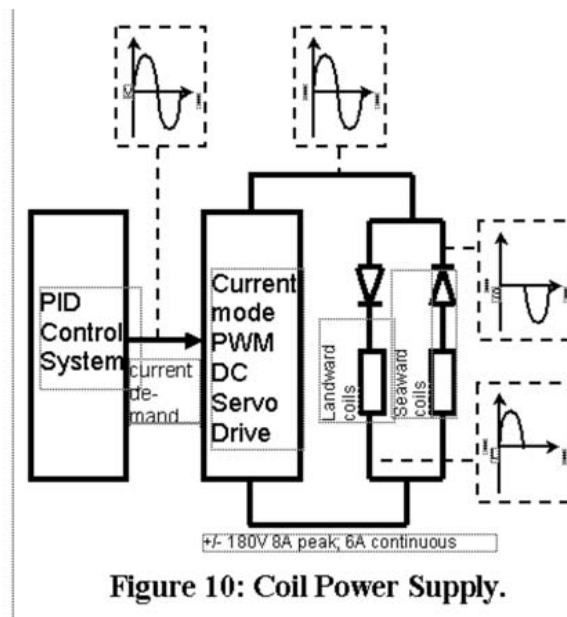 PID
Control
System
current
de-
mand
Current
mode
PWM
DC
Servo
Drive
Landward
coils
Seaward
coils
+/- 180V 8A peak; 6A continuous
Figure 10: Coil Power Supply.